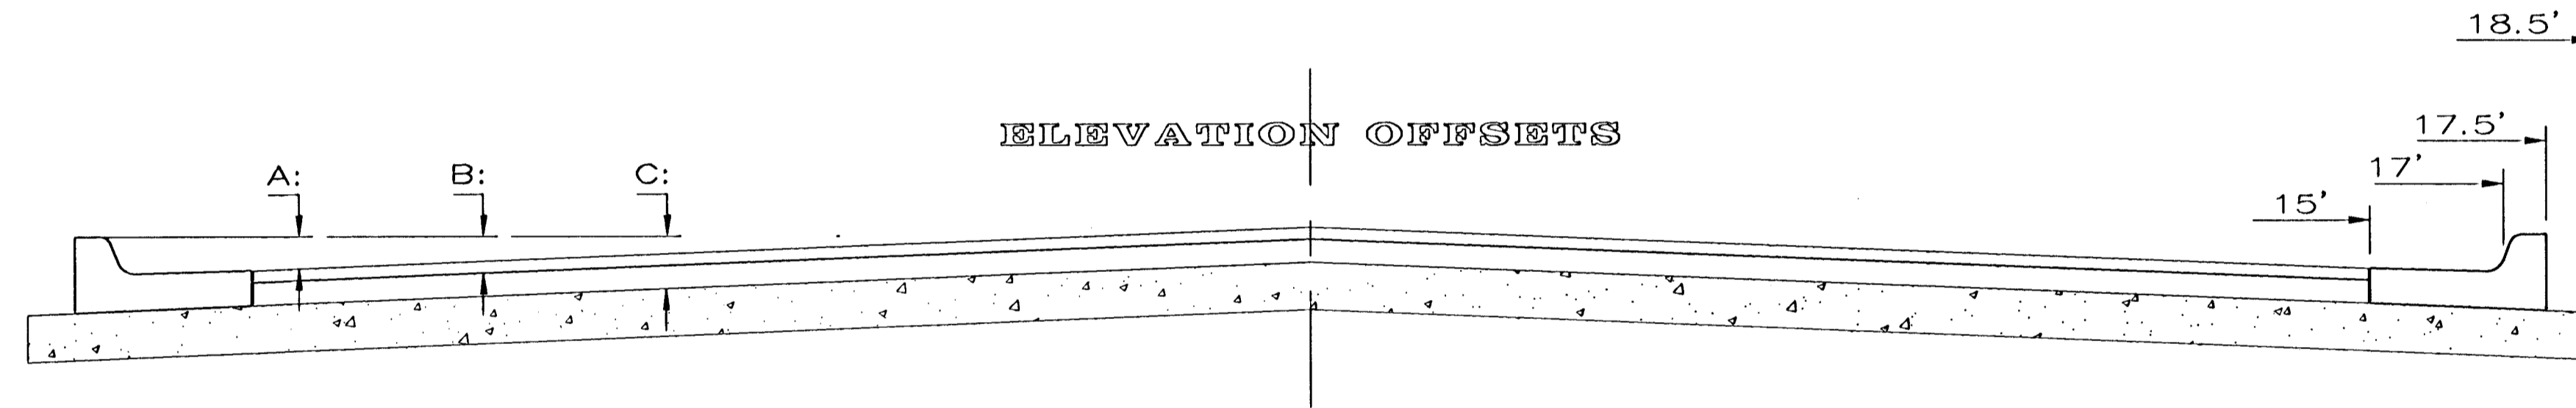 18.5'
ELEVATION OFFSETS
17.5'
17'
A:
B:
C:
15'